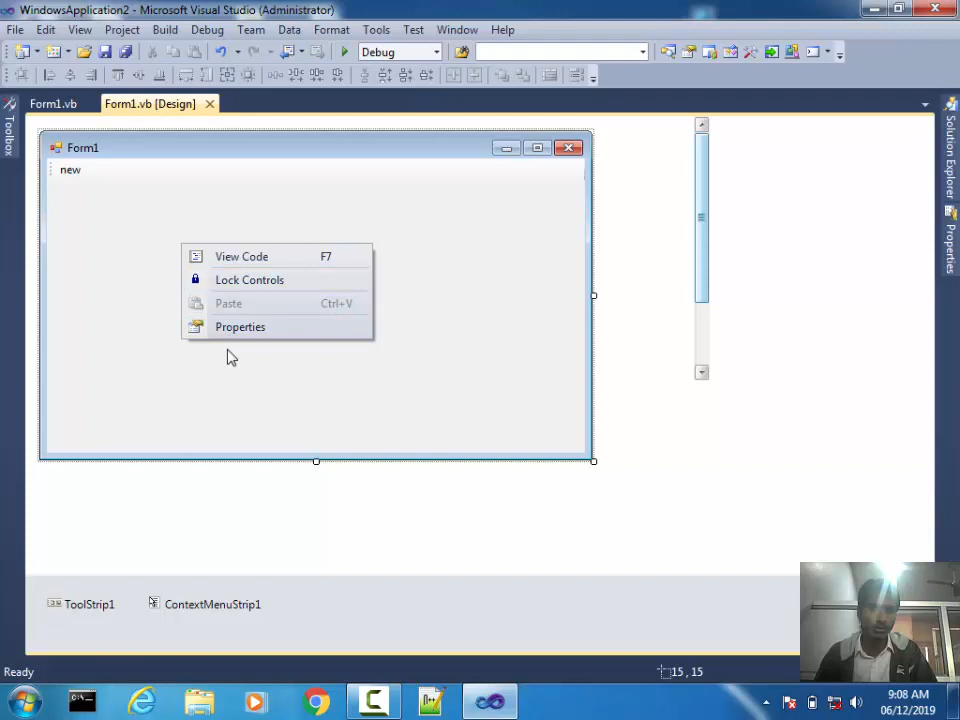 WindowsApplication2 - Microsoft Visual Studio (Administrator)
File Edit View Project Build Debug Team Data Format Tools Test Window Help
Debug
Form1.vb Form1.vb [Design]
Toolbox
Solution Explorer
Properties
Form1
new
View Code F7
Lock Controls
Paste Ctrl+V
Properties
ToolStrip1 ContextMenuStrip1
Ready 15 , 15
9:08 AM
06/12/2019